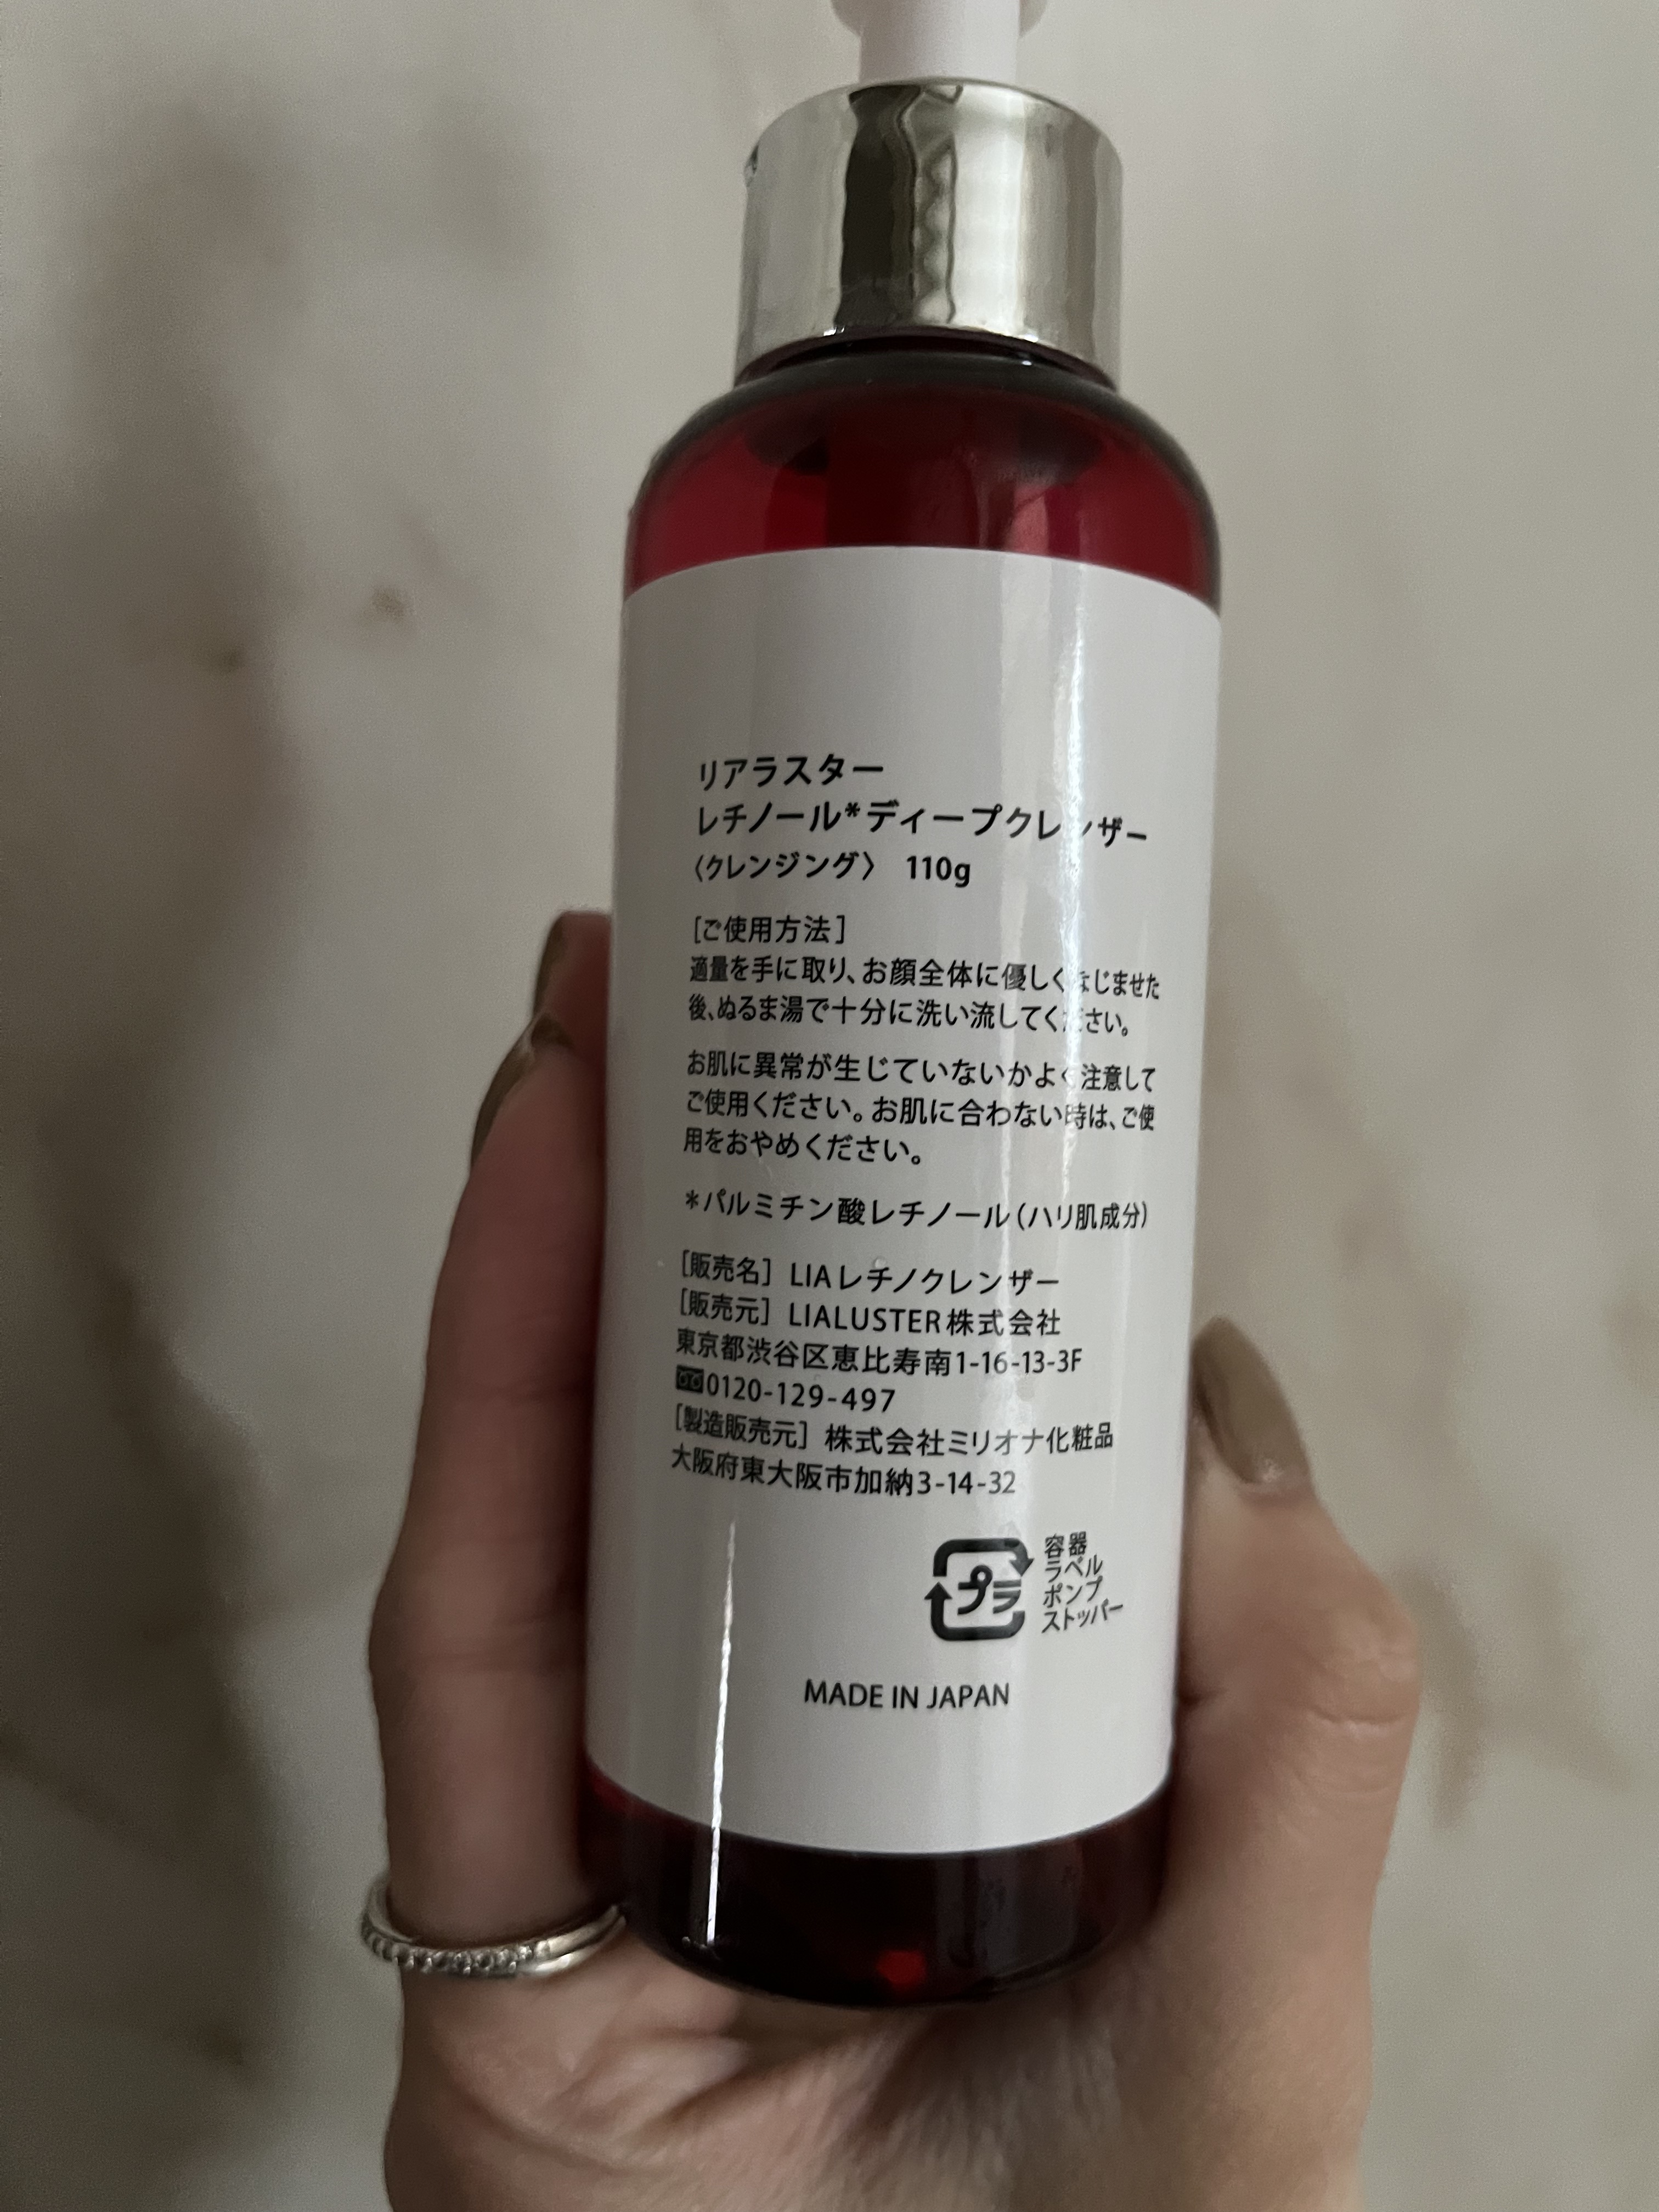 リアラスター
レチノール*ディープクレンザー
〈クレンジング〉 110g
[ご使用方法]
適量を手に取り、お顔全体に優しくなじませた
後、ぬるま湯で十分に洗い流してください。
お肌に異常が生じていないかよく注意して
ご使用ください。お肌に合わない時は、ご使
用をおやめください。
*パルミチン酸レチノール(ハリ肌成分)
[販売名] LIAレチノクレンザー
[販売元] LIALUSTER株式会社
東京都渋谷区恵比寿南1-16-13-3F
0120-129-497
[製造販売元] 株式会社ミリオナ化粧品
大阪府東大阪市加納3-14-32
プラ
容器
ラベル
ポンプ
ストッパー
MADE IN JAPAN